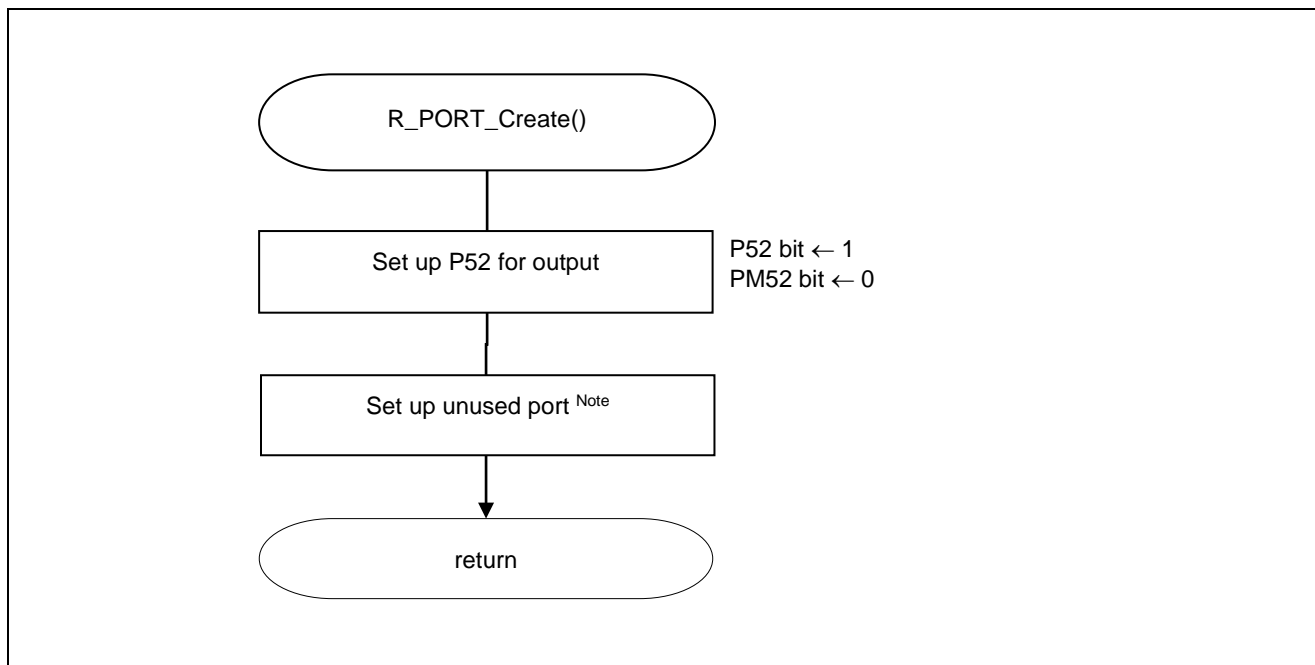 R_PORT_Create()
Set up P52 for output
P52 bit ← 1
PM52 bit ← 0
Set up unused port Note
return